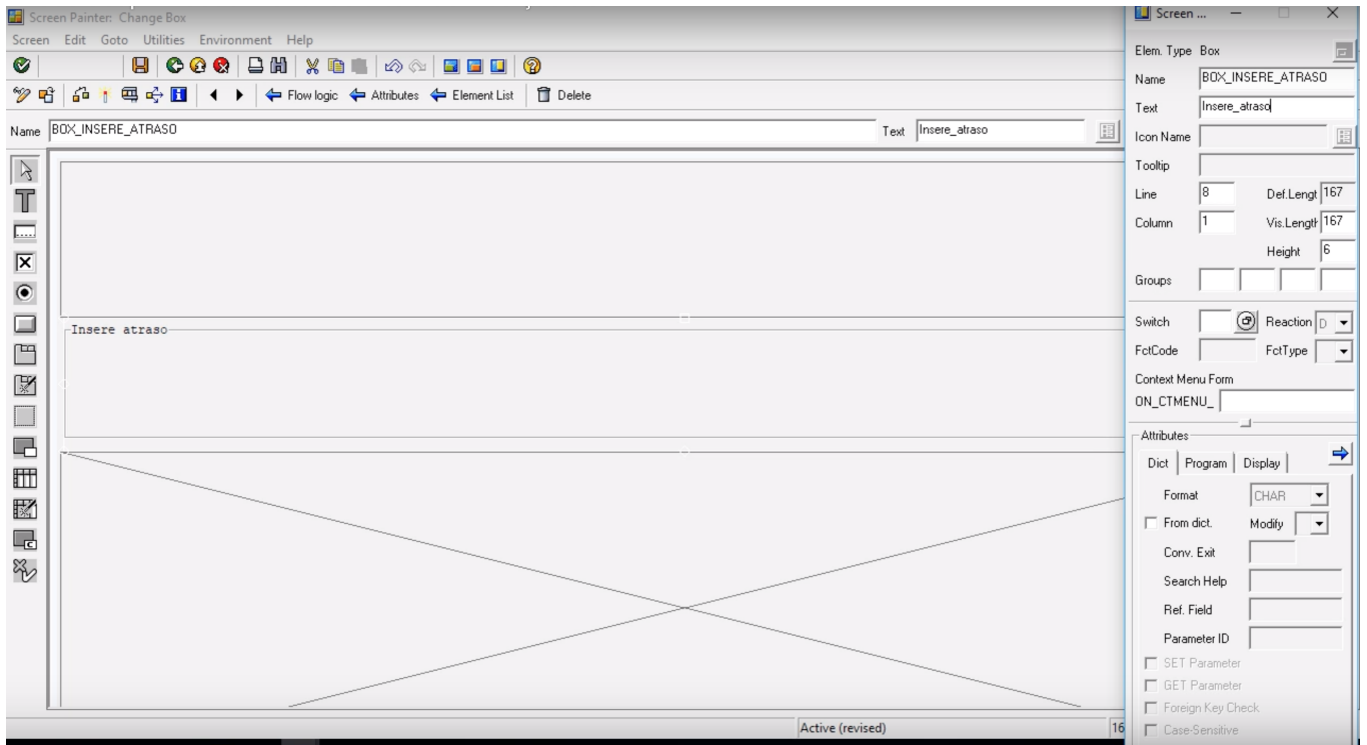 Screen Painter: Change Box
Screen Edit Goto Utilities Environment Help
Flow logic Attributes Element List Delete
Name BOX_INSERE_ATRASO Text Insere_atraso
Insere atraso
Active (revised) 16
Screen ...
Elem. Type Box
Name BOX_INSERE_ATRASO
Text Insere_atraso
Icon Name
Tooltip
Line 8 Def.Lengt 167
Column 1 Vis.Lengt 167
Height 6
Groups
Switch Reaction D
FctCode FctType
Context Menu Form
ON_CTMENU_
Attributes
Dict Program Display
Format CHAR
From dict. Modify
Conv. Exit
Search Help
Ref. Field
Parameter ID
SET Parameter
GET Parameter
Foreign Key Check
Case-Sensitive